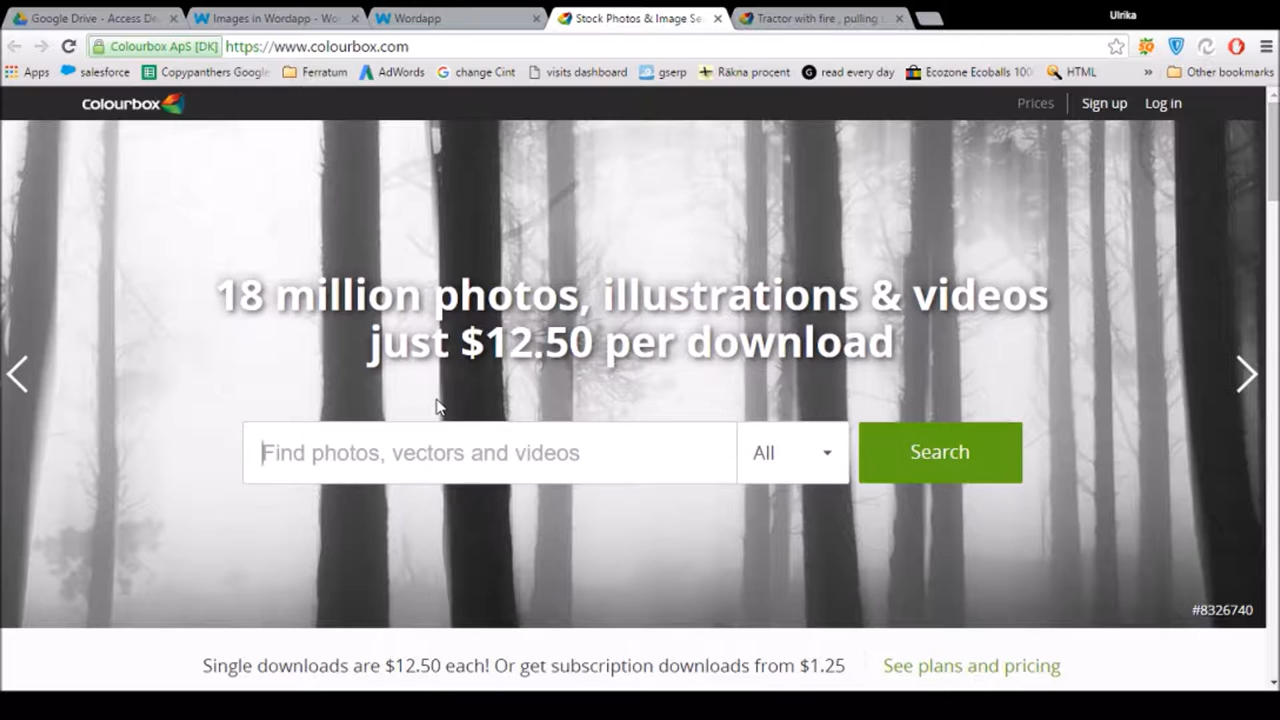 Google Drive - Access De
Images in Wordapp - Wo
Wordapp
Stock Photos & Image Se
Tractor with fire , pulling
Ulrika
Colourbox ApS [DK]
https://www.colourbox.com
Apps
salesforce
Copypanthers Googl
Ferratum
AdWords
change Cint
visits dashboard
gserp
Räkna procent
read every day
Ecozone Ecoballs 100
HTML
»
Other bookmarks
Colourbox
Prices
Sign up
Log in
18 million photos, illustrations & videos
just $12.50 per download
Find photos, vectors and videos
All
Search
#8326740
Single downloads are $12.50 each! Or get subscription downloads from $1.25
See plans and pricing